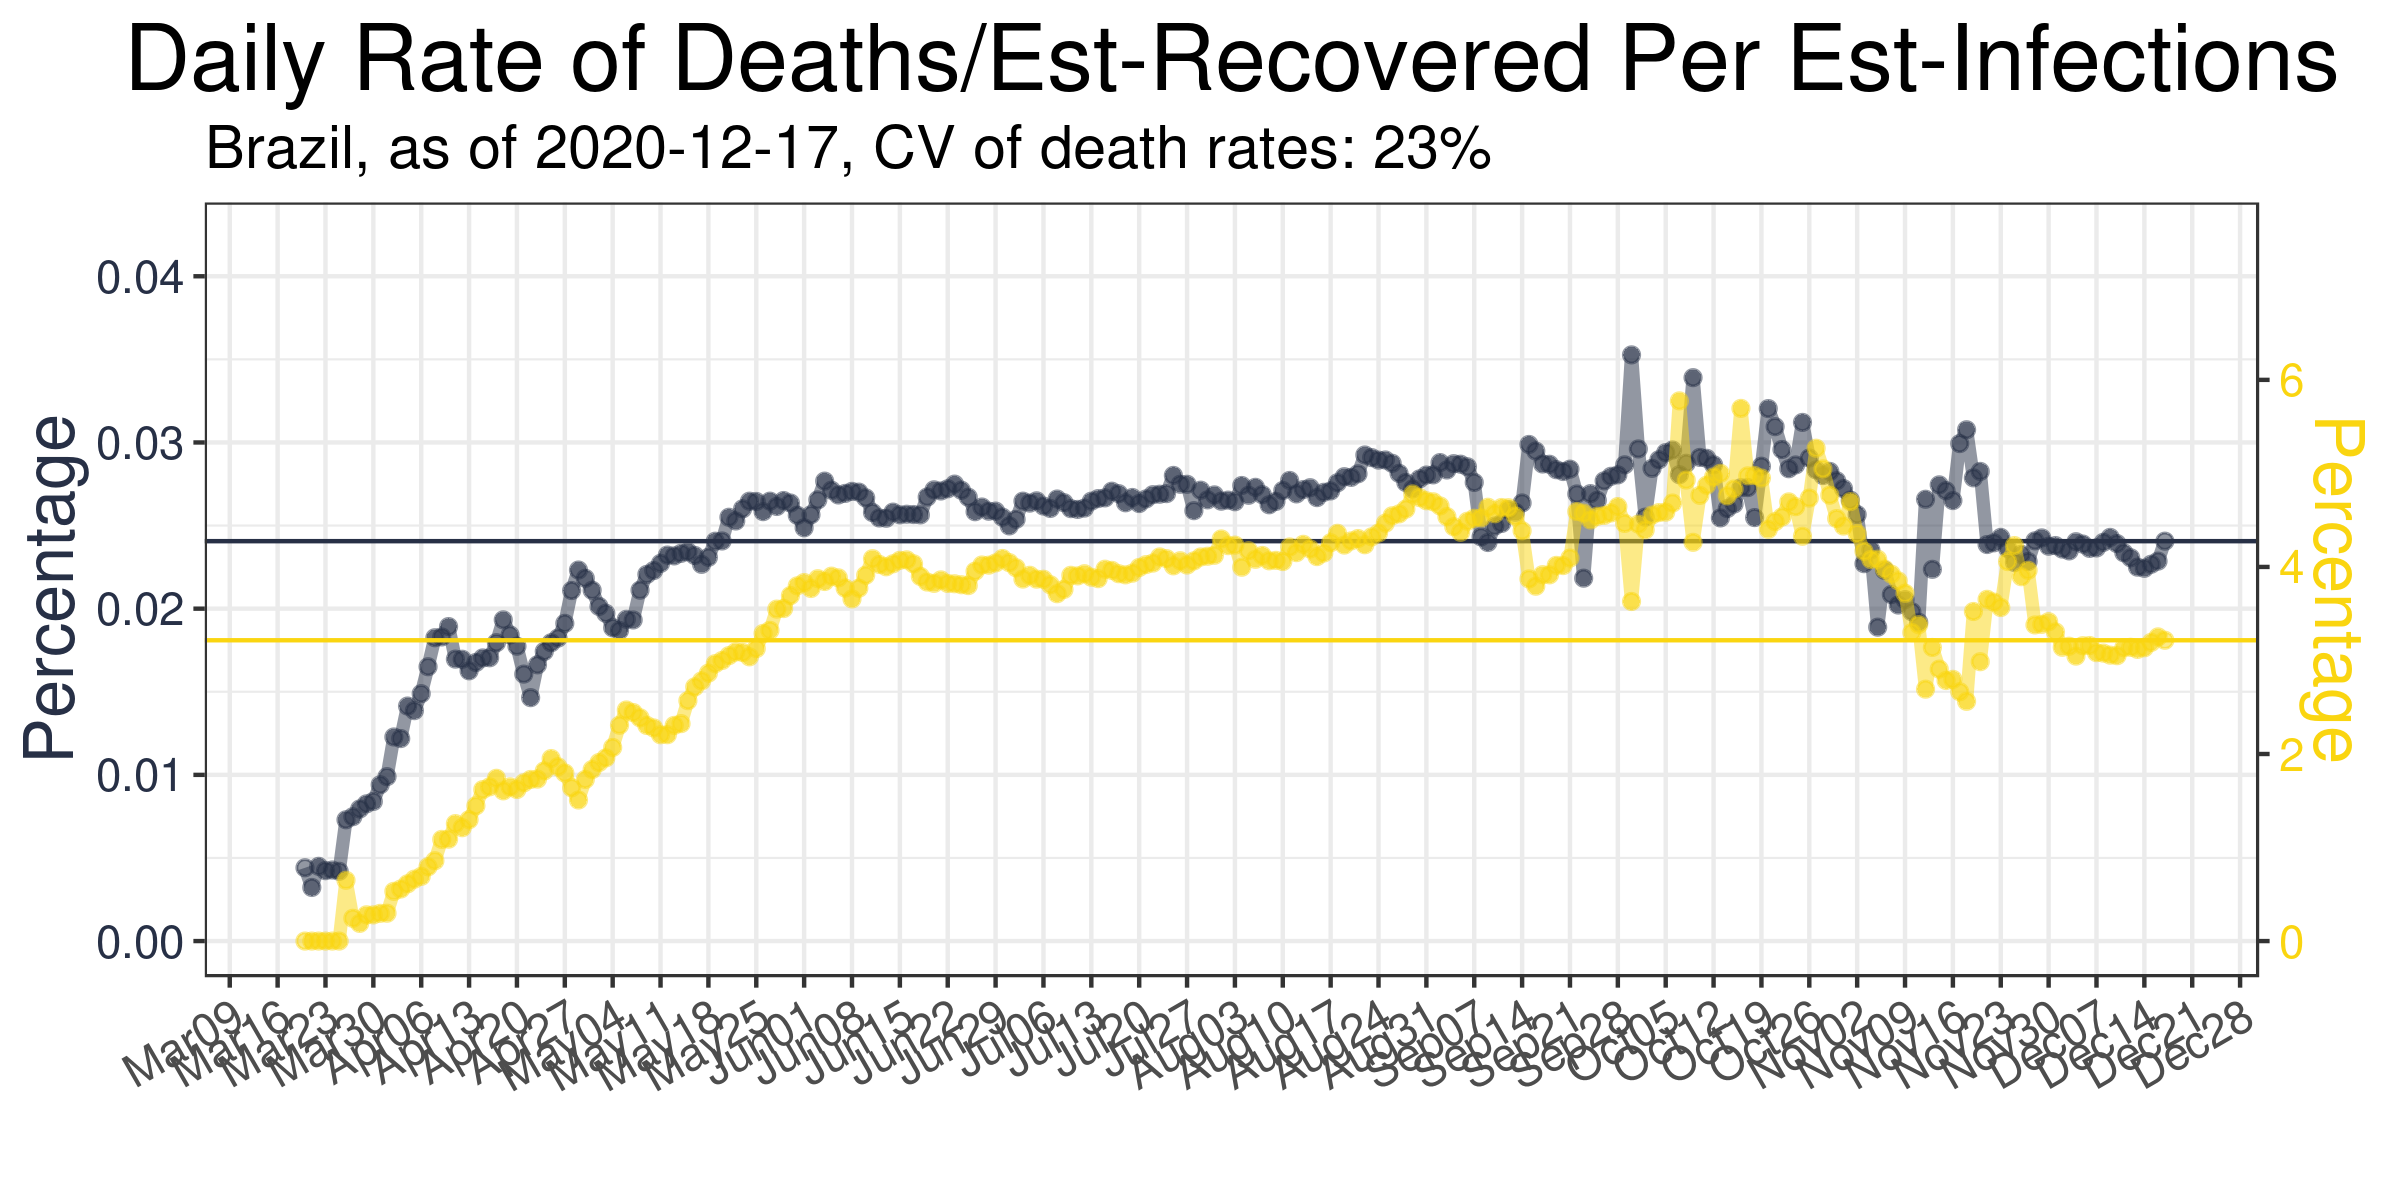 Daily Rate of Deaths/Est-Recovered Per Est-Infections
Brazil, as of 2020-12-17, CV of death rates: 23%
Percentage
0.04
0.03
0.02
0.01
0.00
6
4
2
0
Percentage
Mar09
Mar16
Mar23
Mar30
Apr06
Apr13
Apr20
Apr27
May04
May11
May18
May25
Jun01
Jun08
Jun15
Jun22
Jun29
Jul06
Jul13
Jul20
Jul27
Aug03
Aug10
Aug17
Aug24
Aug31
Sep07
Sep14
Sep21
Sep28
Oct05
Oct12
Oct19
Oct26
Nov02
Nov09
Nov16
Nov23
Nov30
Dec07
Dec14
Dec21
Dec28